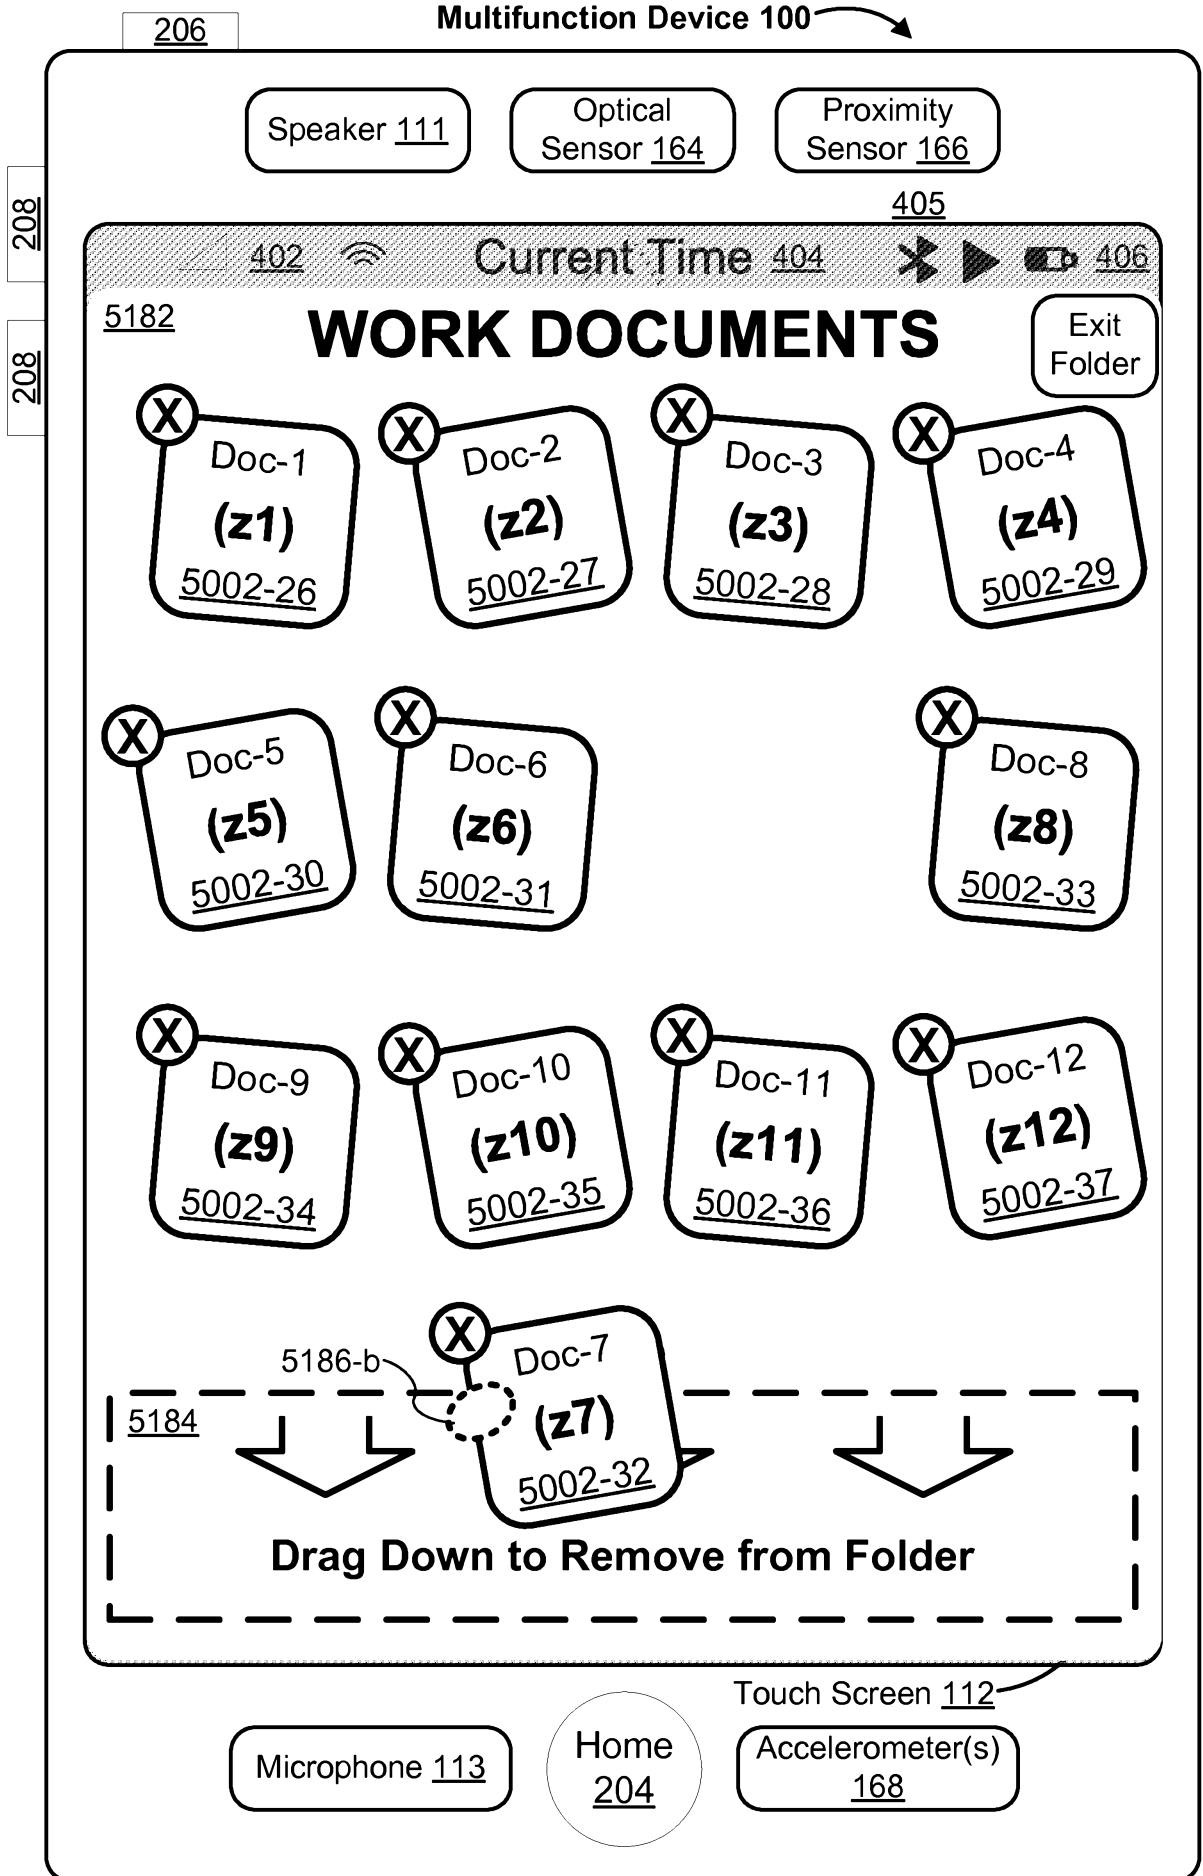 Multifunction Device 100
206
Speaker 111
Optical
Sensor 164
Proximity
Sensor 166
208
208
405
402
Current Time 404
406
5182
WORK DOCUMENTS
Exit
Folder
X
Doc-1
(z1)
5002-26
X
Doc-2
(z2)
5002-27
X
Doc-3
(z3)
5002-28
X
Doc-4
(z4)
5002-29
X
Doc-5
(z5)
5002-30
X
Doc-6
(z6)
5002-31
X
Doc-8
(z8)
5002-33
X
Doc-9
(z9)
5002-34
X
Doc-10
(z10)
5002-35
X
Doc-11
(z11)
5002-36
X
Doc-12
(z12)
5002-37
X
Doc-7
(z7)
5002-32
5186-b
5184
Drag Down to Remove from Folder
Touch Screen 112
Microphone 113
Home
204
Accelerometer(s)
168